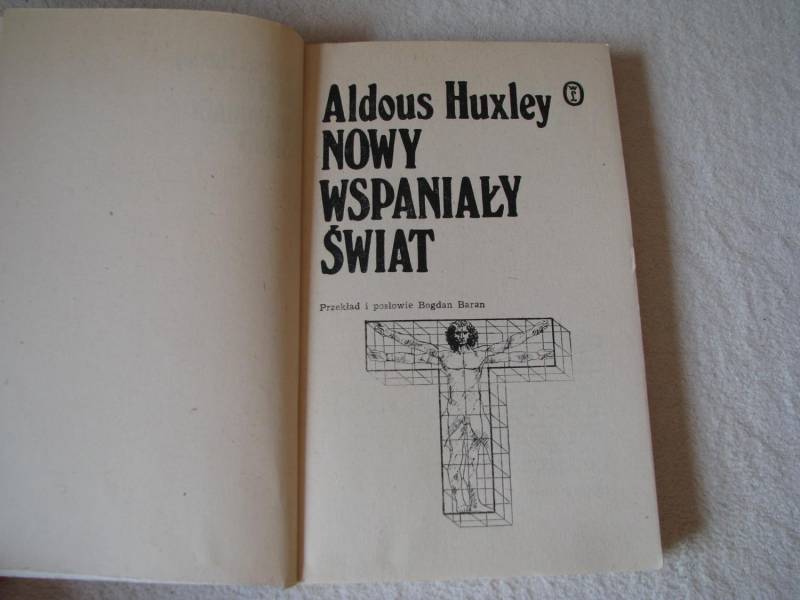 Aldous Huxley
NOWY
WSPANIAŁY
ŚWIAT
Przekład i posłowie Bogdan Baran